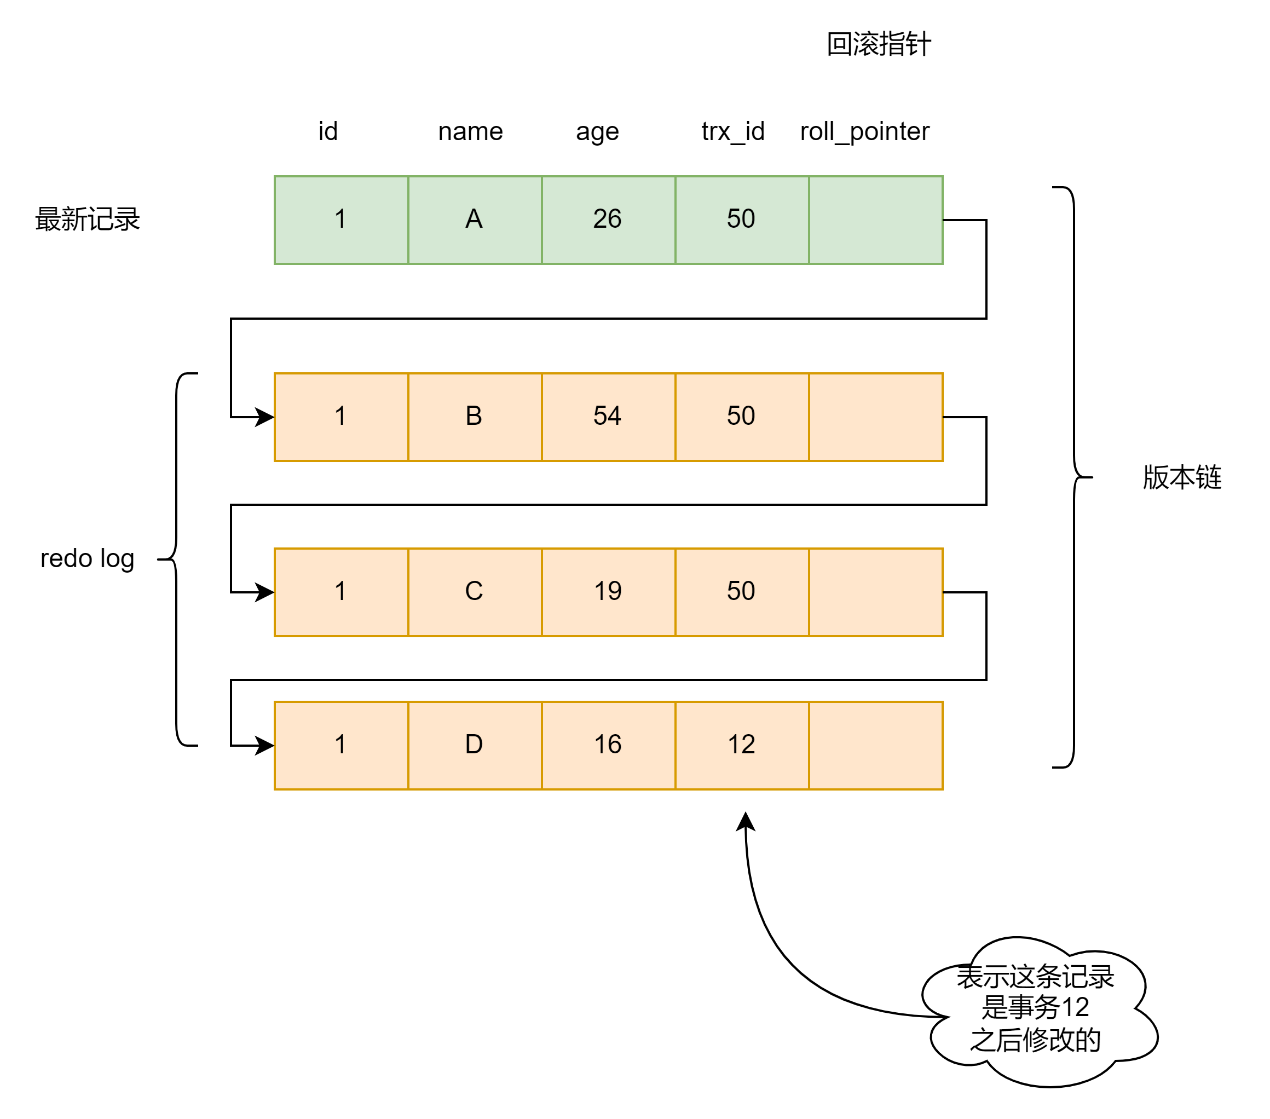 回滚指针
id name age trx_id roll_pointer
最新记录 1 A 26 50
1 B 54 50
版本链
redo log
1 C 19 50
1 D 16 12
表示这条记录
是事务12
之后修改的